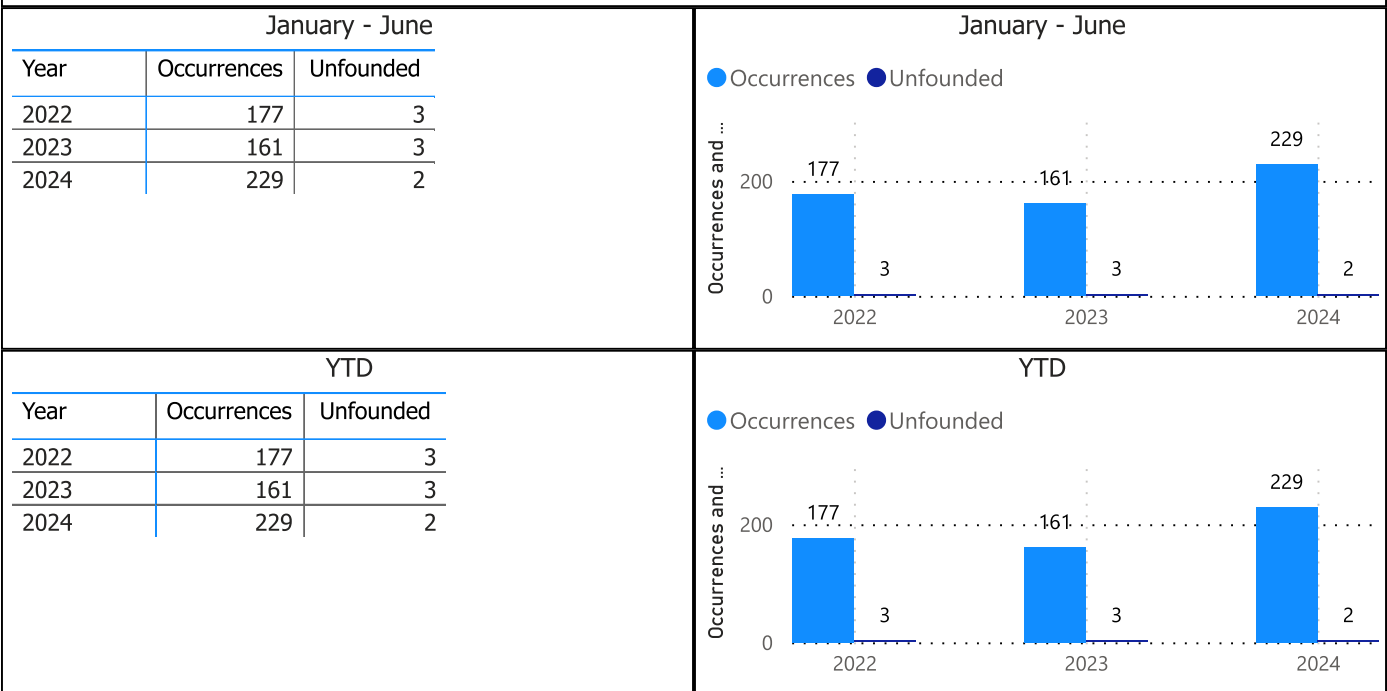 January - June
Year Occurrences Unfounded
2022 177 3
2023 161 3
2024 229 2
January - June
Occurrences Unfounded
Occurrences and ...
229
177
161
200
3 3 2
0
2022 2023 2024
YTD
Year Occurrences Unfounded
2022 177 3
2023 161 3
2024 229 2
YTD
Occurrences Unfounded
Occurrences and ...
229
177
161
200
3 3 2
0
2022 2023 2024